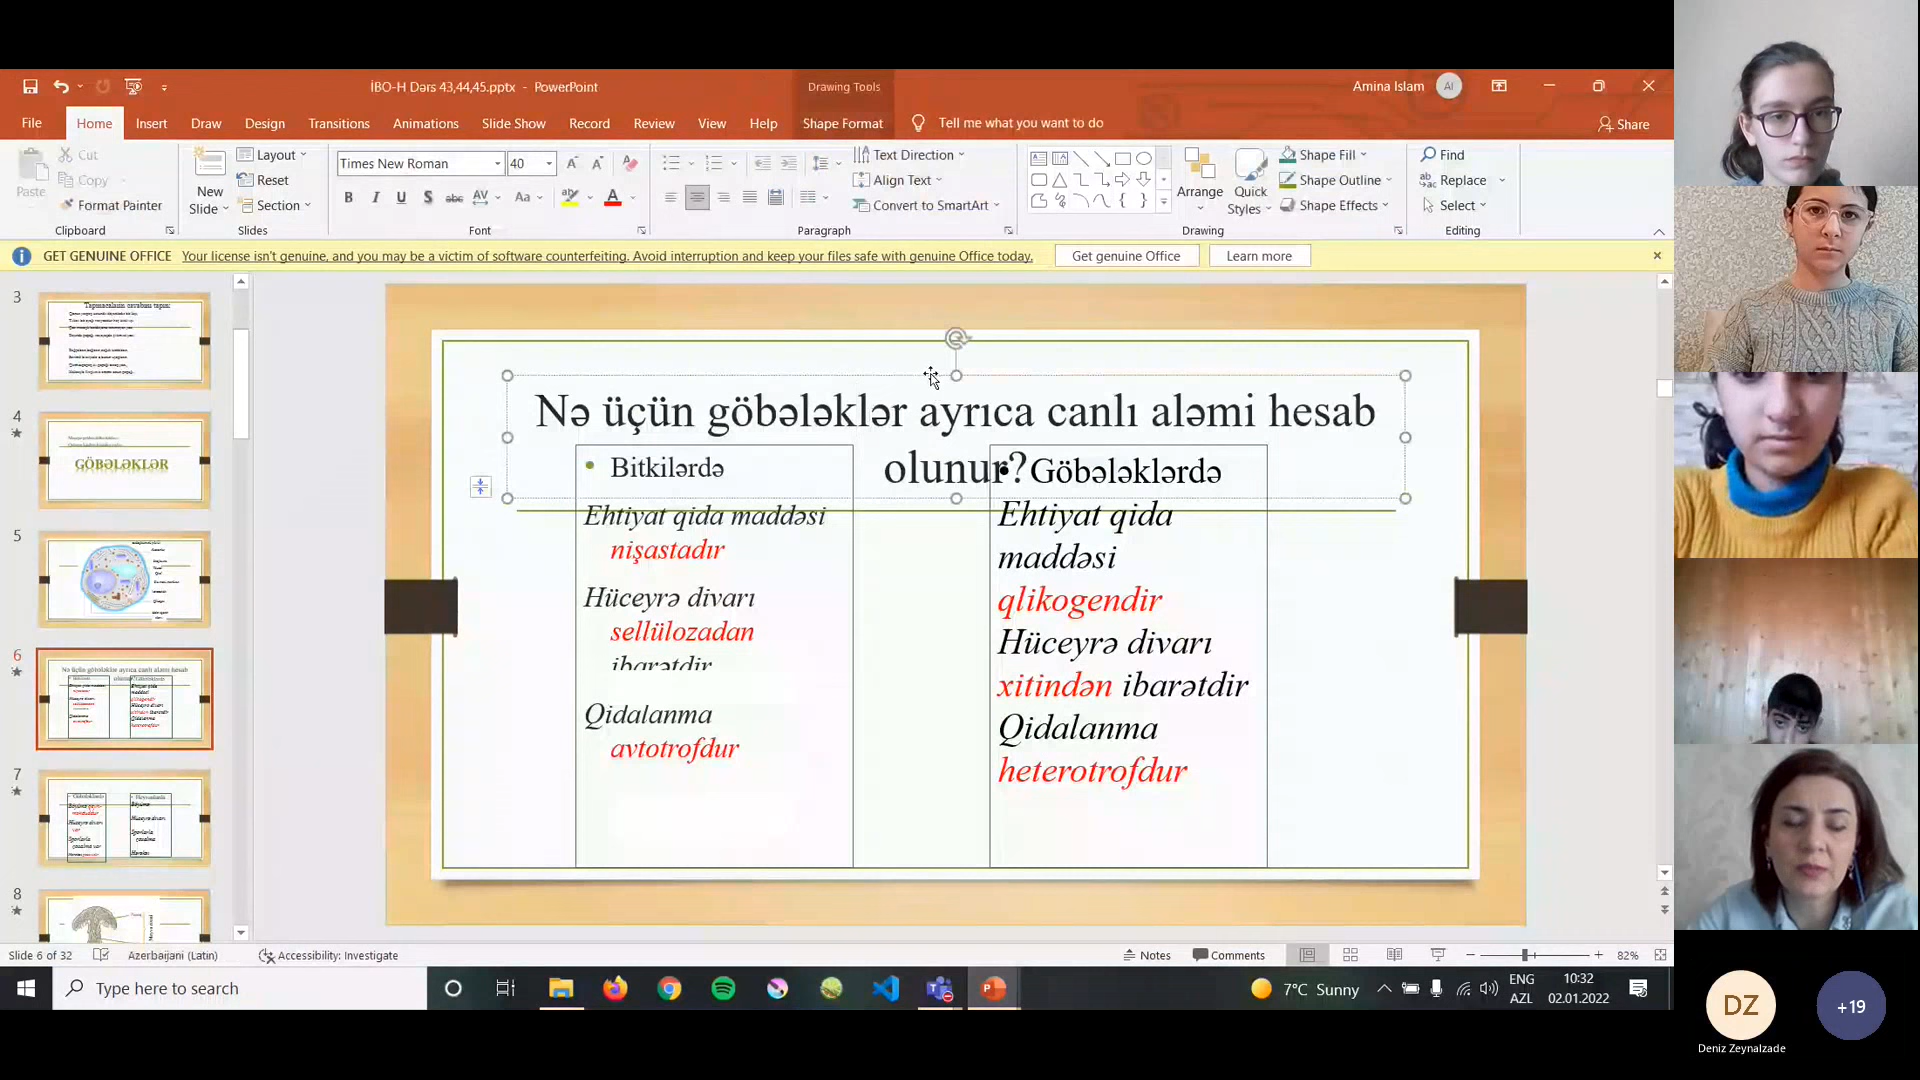 İBO-H Dərs 43,44,45.pptx - PowerPoint
Drawing Tools
Amina Islam
AI
File
Home
Insert
Draw
Design
Transitions
Animations
Slide Show
Record
Review
View
Help
Shape Format
Tell me what you want to do
Share
Paste
Cut
Copy
Format Painter
Clipboard
New Slide
Layout
Reset
Section
Slides
Times New Roman
40
Font
Text Direction
Align Text
Convert to SmartArt
Paragraph
Arrange
Quick Styles
Shape Fill
Shape Outline
Shape Effects
Drawing
Find
Replace
Select
Editing
GET GENUINE OFFICE Your license isn't genuine, and you may be a victim of software counterfeiting. Avoid interruption and keep your files safe with genuine Office today.
Get genuine Office
Learn more
3
4
GÖBƏLƏKLƏR
5
6
7
8
Nə üçün göbələklər ayrıca canlı aləmi hesab
olunur?
Bitkilərdə
Ehtiyat qida maddəsi
nişastadır
Hüceyrə divarı
sellülozadan
ibarətdir
Qidalanma
avtotrofdur
Göbələklərdə
Ehtiyat qida
maddəsi
qlikogendir
Hüceyrə divarı
xitindən ibarətdir
Qidalanma
heterotrofdur
Slide 6 of 32
Azerbaijani (Latin)
Accessibility: Investigate
Notes
Comments
82%
Type here to search
7°C Sunny
ENG
AZL
10:32
02.01.2022
DZ
Deniz Zeynalzade
+19